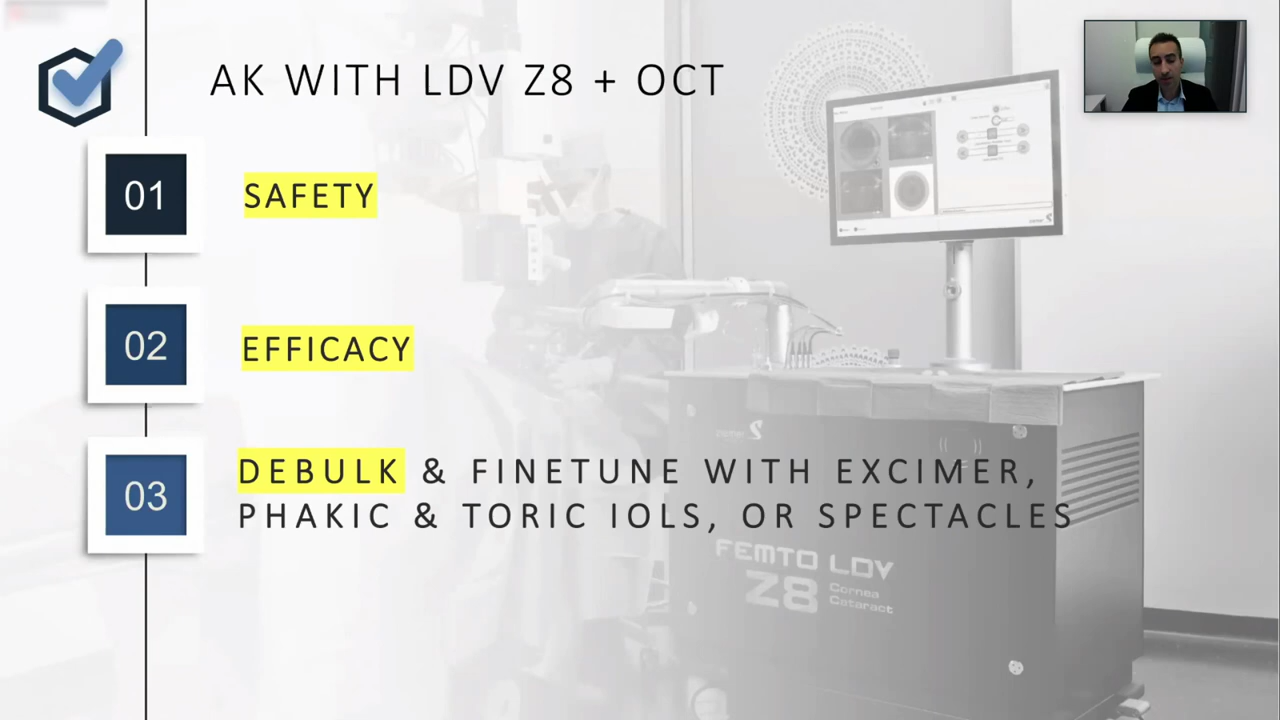 AK WITH LDV Z8 + OCT
01
SAFETY
02
EFFICACY
03
DEBULK & FINETUNE WITH EXCIMER,
PHAKIC & TORIC IOLS, OR SPECTACLES
FEMTO LDV
Z8
Cornea
Cataract